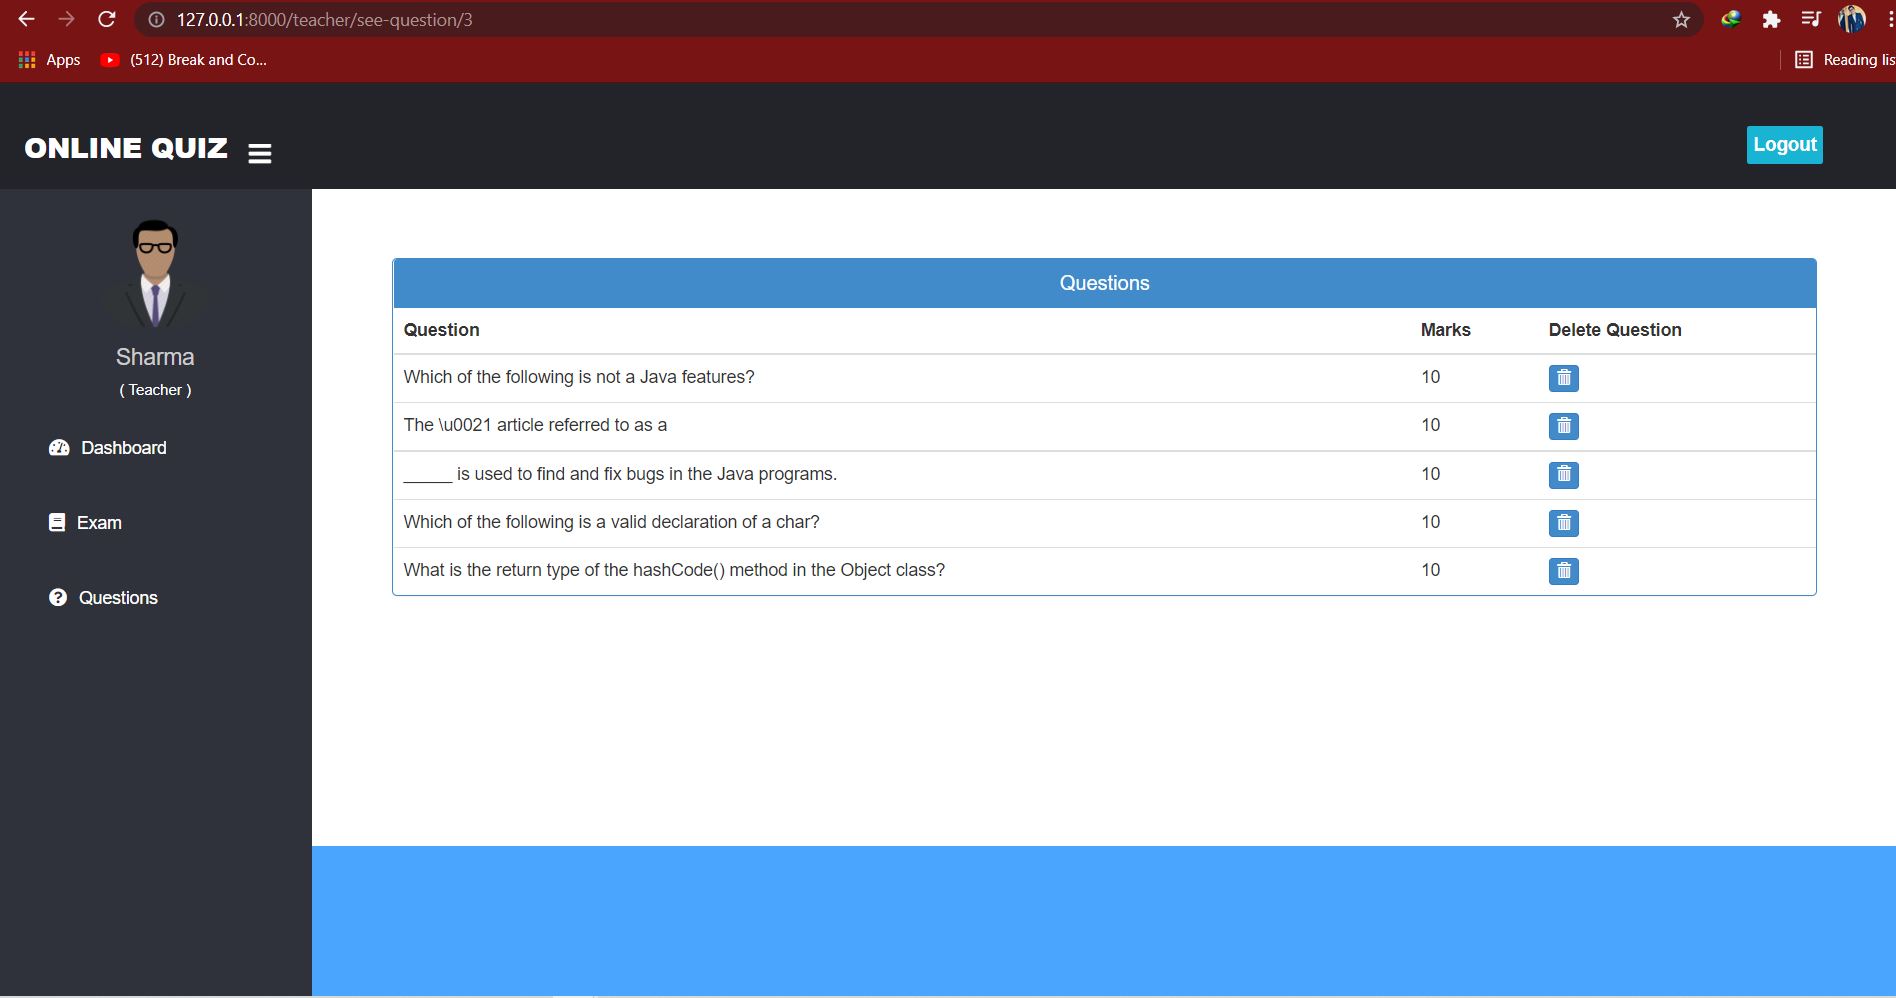 127.0.0.1:8000/teacher/see-question/3
Apps (512) Break and Co... Reading lis
ONLINE QUIZ Logout
Sharma
( Teacher )
Dashboard
Exam
Questions
Questions
Question Marks Delete Question
Which of the following is not a Java features? 10
The \u0021 article referred to as a 10
_____ is used to find and fix bugs in the Java programs. 10
Which of the following is a valid declaration of a char? 10
What is the return type of the hashCode() method in the Object class? 10